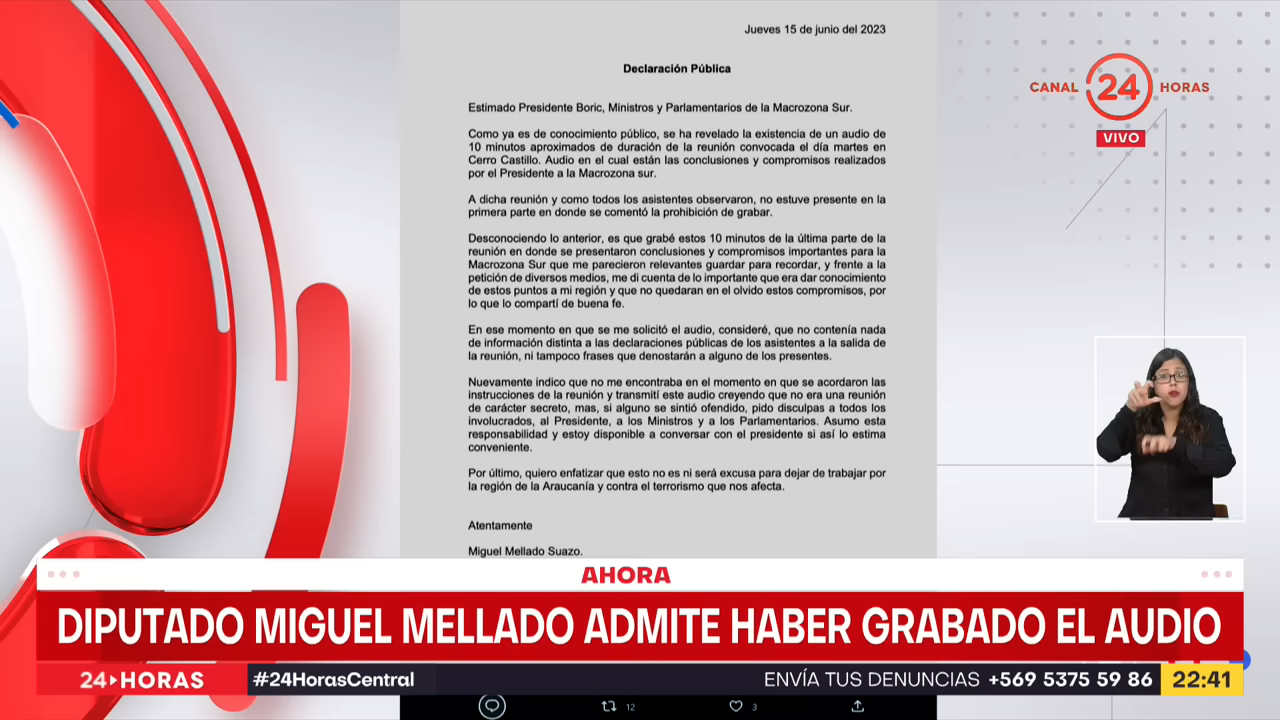 Jueves 15 de junio del 2023
Declaración Pública
Estimado Presidente Boric, Ministros y Parlamentarios de la Macrozona Sur.
Como ya es de conocimiento público, se ha revelado la existencia de un audio de
10 minutos aproximados de duración de la reunión convocada el día martes en
Cerro Castillo. Audio en el cual están las conclusiones y compromisos realizados
por el Presidente a la Macrozona sur.
A dicha reunión y como todos los asistentes observaron, no estuve presente en la
primera parte en donde se comentó la prohibición de grabar.
Desconociendo lo anterior, es que grabé estos 10 minutos de la última parte de la
reunión en donde se presentaron conclusiones y compromisos importantes para la
Macrozona Sur que me parecieron relevantes guardar para recordar, y frente a la
petición de diversos medios, me di cuenta de lo importante que era dar conocimiento
de estos puntos a mi región y que no quedaran en el olvido estos compromisos, por
lo que lo compartí de buena fe.
En ese momento en que se me solicitó el audio, consideré, que no contenía nada
de información distinta a las declaraciones públicas de los asistentes a la salida de
la reunión, ni tampoco frases que denostarán a alguno de los presentes.
Nuevamente indico que no me encontraba en el momento en que se acordaron las
instrucciones de la reunión y transmití este audio creyendo que no era una reunión
de carácter secreto, mas, si alguno se sintió ofendido, pido disculpas a todos los
involucrados, al Presidente, a los Ministros y a los Parlamentarios. Asumo esta
responsabilidad y estoy disponible a conversar con el presidente si así lo estima
conveniente.
Por último, quiero enfatizar que esto no es ni será excusa para dejar de trabajar por
la región de la Araucanía y contra el terrorismo que nos afecta.
Atentamente
Miguel Mellado Suazo.
CANAL 24 HORAS
VIVO
AHORA
DIPUTADO MIGUEL MELLADO ADMITE HABER GRABADO EL AUDIO
24 HORAS #24HorasCentral ENVÍA TUS DENUNCIAS +569 5375 59 86 22:41
12 3